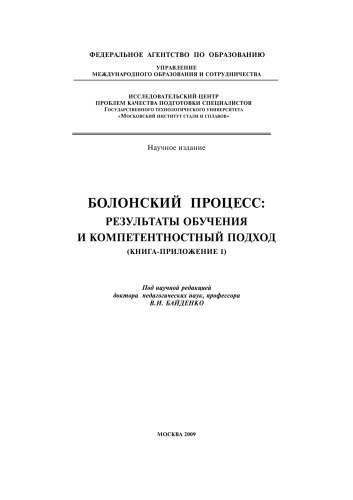 ФЕДЕРАЛЬНОЕ АГЕНТСТВО ПО ОБРАЗОВАНИЮ
УПРАВЛЕНИЕ
МЕЖДУНАРОДНОГО ОБРАЗОВАНИЯ И СОТРУДНИЧЕСТВА
ИССЛЕДОВАТЕЛЬСКИЙ ЦЕНТР
ПРОБЛЕМ КАЧЕСТВА ПОДГОТОВКИ СПЕЦИАЛИСТОВ
ГОСУДАРСТВЕННОГО ТЕХНОЛОГИЧЕСКОГО УНИВЕРСИТЕТА
«МОСКОВСКИЙ ИНСТИТУТ СТАЛИ И СПЛАВОВ»
Научное издание
БОЛОНСКИЙ ПРОЦЕСС:
РЕЗУЛЬТАТЫ ОБУЧЕНИЯ
И КОМПЕТЕНТНОСТНЫЙ ПОДХОД
(КНИГА-ПРИЛОЖЕНИЕ 1)
Под научной редакцией
доктора педагогических наук, профессора
В.И. БАЙДЕНКО
МОСКВА 2009